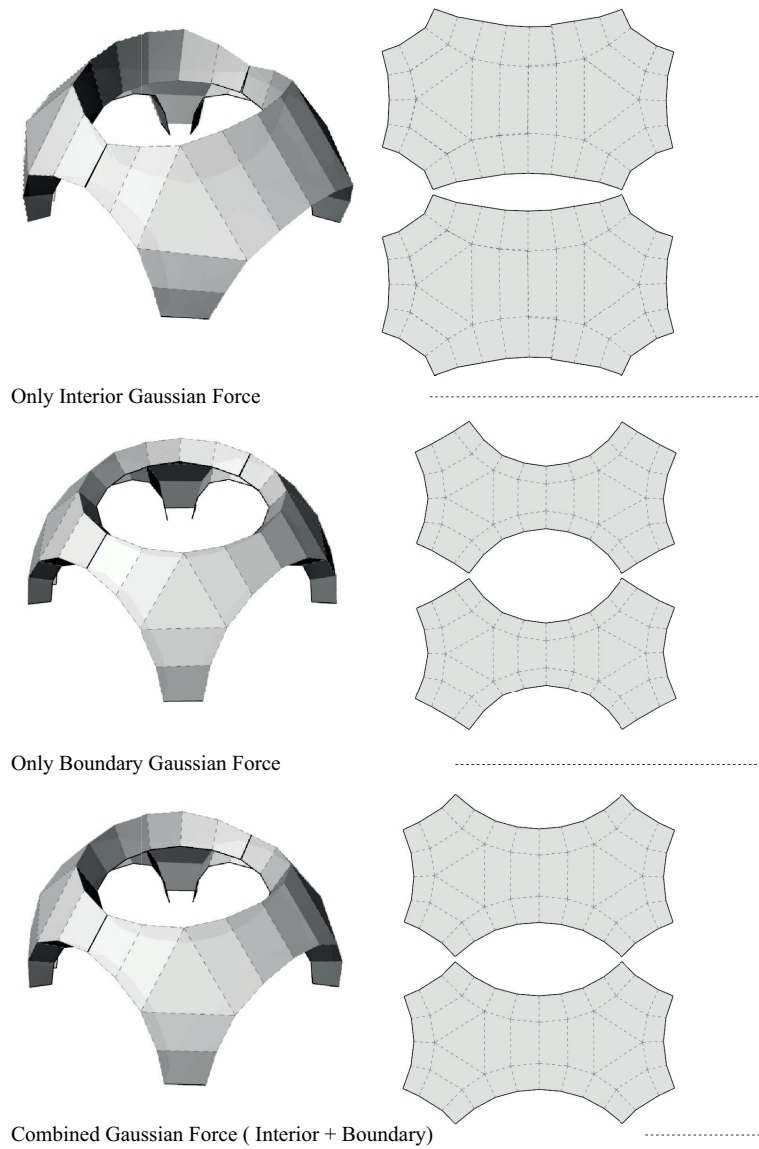 Only Interior Gaussian Force
Only Boundary Gaussian Force
Combined Gaussian Force ( Interior + Boundary)